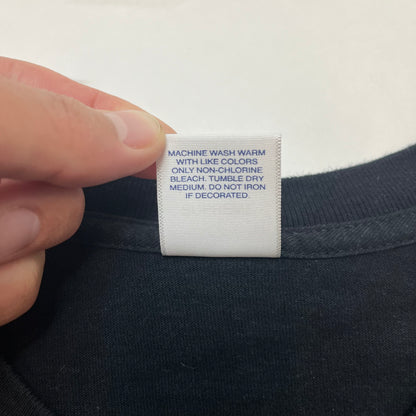 MACHINE WASH WARM
WITH LIKE COLORS
ONLY NON-CHLORINE
BLEACH. TUMBLE DRY
MEDIUM. DO NOT IRON
IF DECORATED.